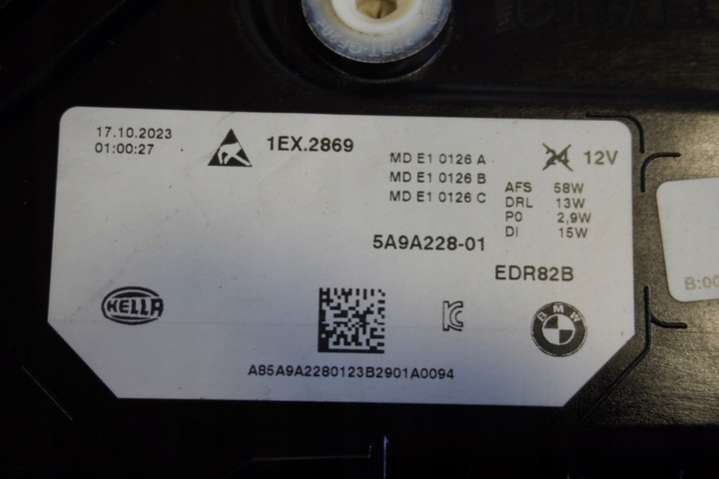 17.10.2023
01:00:27
1EX.2869
MD E1 0126 A
MD E1 0126 B
MD E1 0126 C
24 12V
AFS 58W
DRL 13W
PO 2,9W
DI 15W
5A9A228-01
EDR82B
HELLA
BMW
A85A9A2280123B2901A0094
B:00